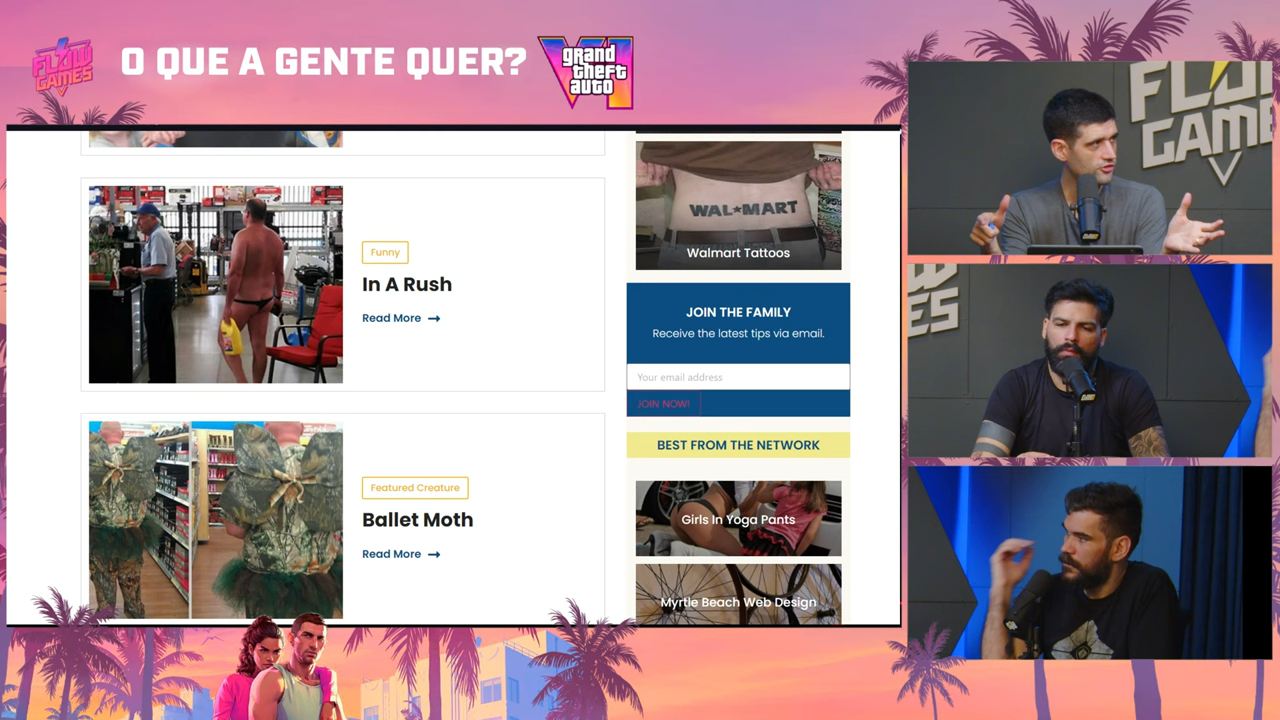 FLOW
GAMES
O QUE A GENTE QUER?
grand
theft
auto
VI
Funny
In A Rush
Read More →
Featured Creature
Ballet Moth
Read More →
WAL★MART
Walmart Tattoos
JOIN THE FAMILY
Receive the latest tips via email.
Your email address
JOIN NOW!
BEST FROM THE NETWORK
Girls In Yoga Pants
Myrtle Beach Web Design
FLOW
GAME
ES